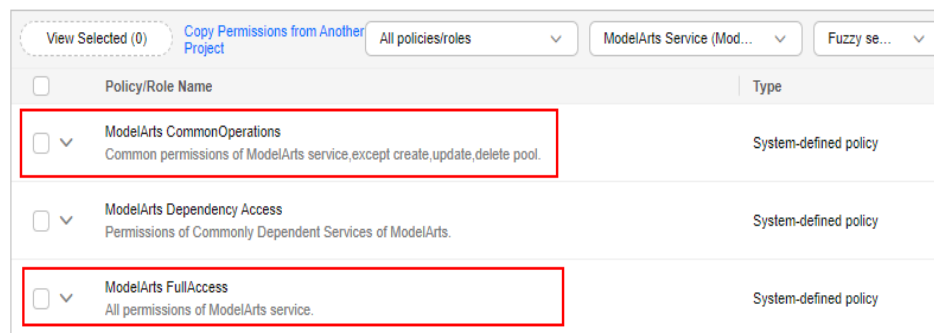 View Selected (0)
Copy Permissions from Another
Project
All policies/roles
ModelArts Service (Mod...
Fuzzy se...
Policy/Role Name
Type
ModelArts CommonOperations
Common permissions of ModelArts service,except create,update,delete pool.
System-defined policy
ModelArts Dependency Access
Permissions of Commonly Dependent Services of ModelArts.
System-defined policy
ModelArts FullAccess
All permissions of ModelArts service.
System-defined policy